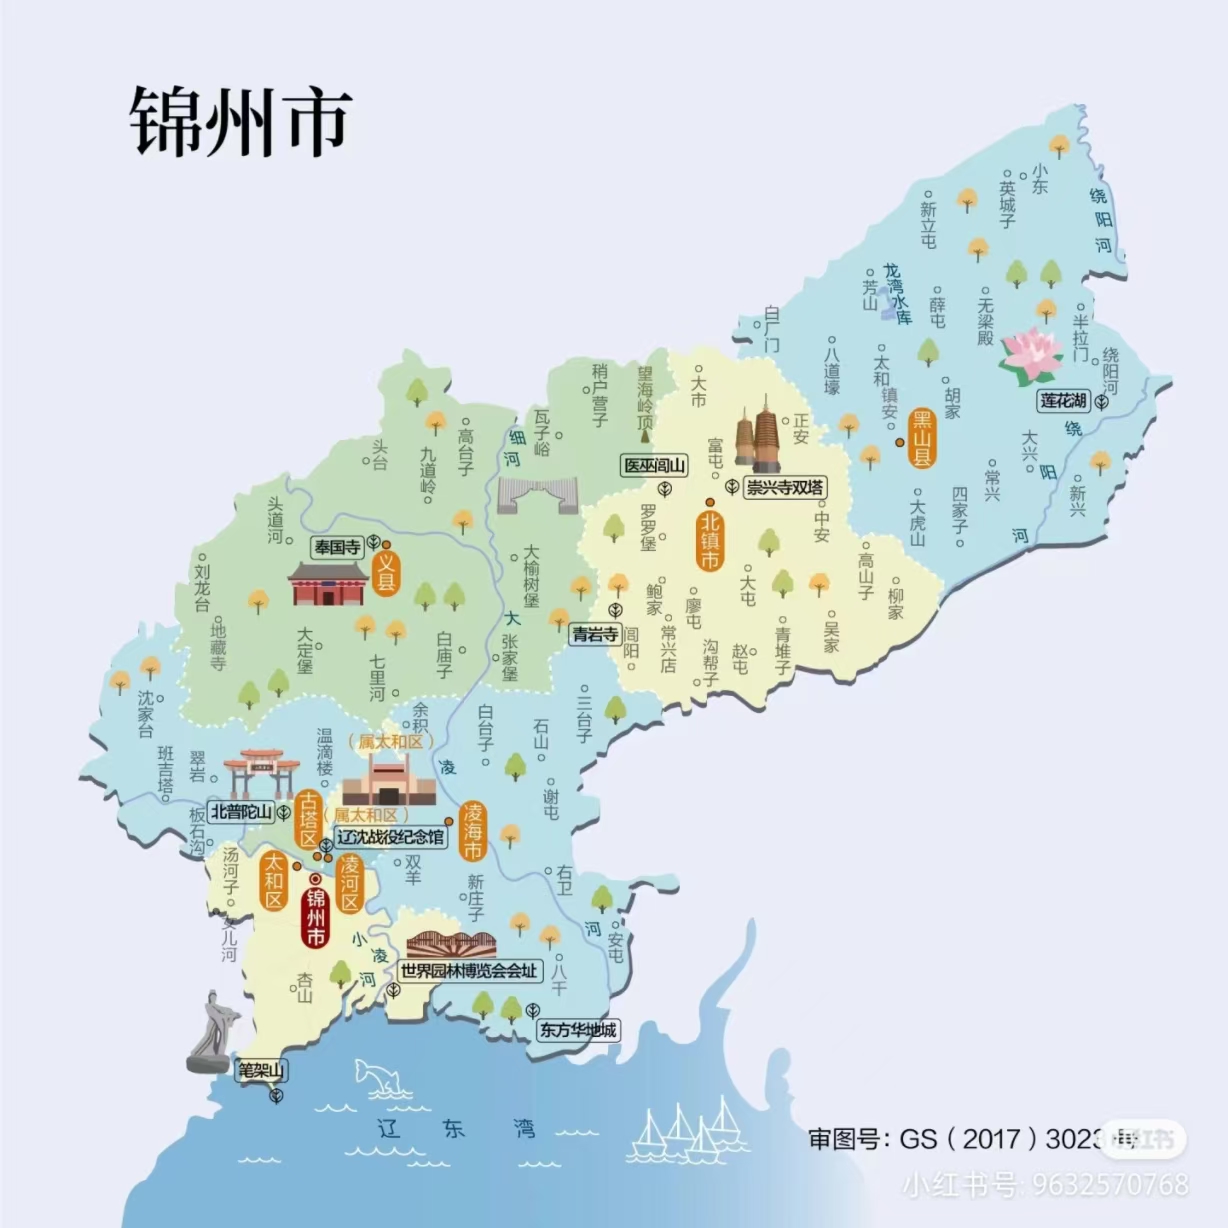 锦州市
小东
英城子
新立屯
绕阳河
龙湾水库
芳山
薛屯
无梁殿
半拉门
绕阳河
白厂门
八道壕
太和
镇安
胡家
莲花湖
黑山县
大兴
绕阳河
常兴
新兴
四家子
大虎山
望海岭顶
稍户营子
大市
正安
瓦子峪
细河
高台子
九道岭
头台
医巫闾山
富屯
崇兴寺双塔
北镇市
罗罗堡
中安
头道河
奉国寺
义县
大榆树堡
高山子
柳家
刘龙台
鲍家
廖屯
大屯
吴家
青堆子
大凌河
青岩寺
闾阳
常兴店
沟帮子
赵屯
地藏寺
大定堡
七里河
白庙子
张家堡
沈家台
余积
白台子
石山
三台子
（属太和区）
温滴楼
翠岩
班吉塔
谢屯
北普陀山
古塔区
（属太和区）
辽沈战役纪念馆
凌海市
板石沟
汤河子
太和区
凌河区
锦州市
双羊
新庄子
右卫
女儿河
小凌河
安屯
杏山
世界园林博览会会址
八千
东方华地城
笔架山
辽东湾
审图号：GS（2017）3023号
小红书
小红书号: 9632570768